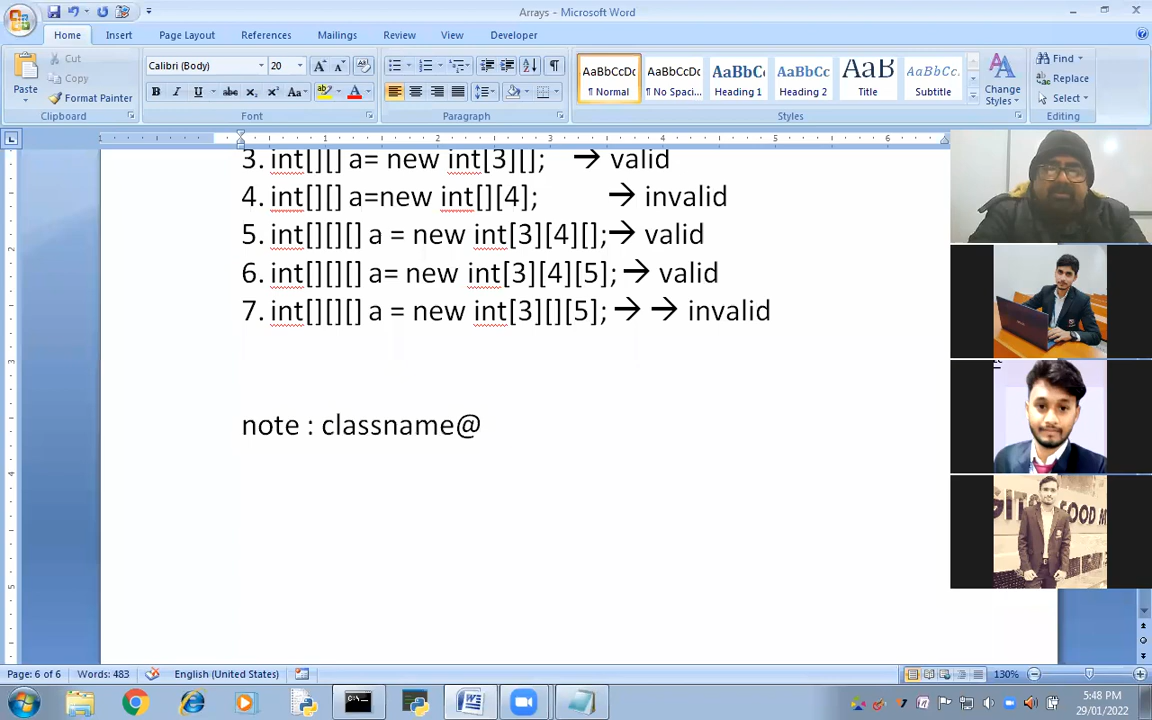 Arrays - Microsoft Word
Home Insert Page Layout References Mailings Review View Developer
Paste Cut Copy Format Painter Clipboard
Calibri (Body) 20 Font
Paragraph
AaBbCcDc AaBbCcDc AaBbCc AaBbCc AaB AaBbCc.
¶ Normal ¶ No Spaci... Heading 1 Heading 2 Title Subtitle Change Styles Styles
Find Replace Select Editing
3. int[][] a= new int[3][]; → valid
4. int[][] a=new int[][4]; → invalid
5. int[][][] a = new int[3][4][];→ valid
6. int[][][] a= new int[3][4][5]; → valid
7. int[][][] a = new int[3][][5]; → → invalid
note : classname@
Page: 6 of 6 Words: 483 English (United States) 130%
5:48 PM
29/01/2022